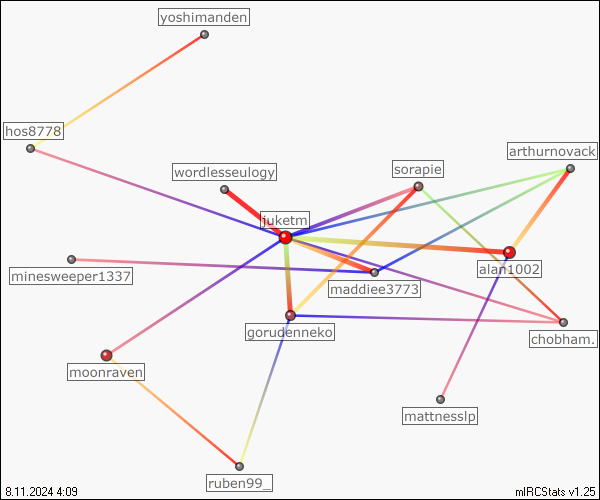 yoshimanden
hos8778
arthurnovack
wordlesseulogy
sorapie
juketm
alan1002
minesweeper1337
maddiee3773
gorudenneko
chobham.
moonraven
mattnesslp
ruben99_
8.11.2024 4:09
mIRCStats v1.25